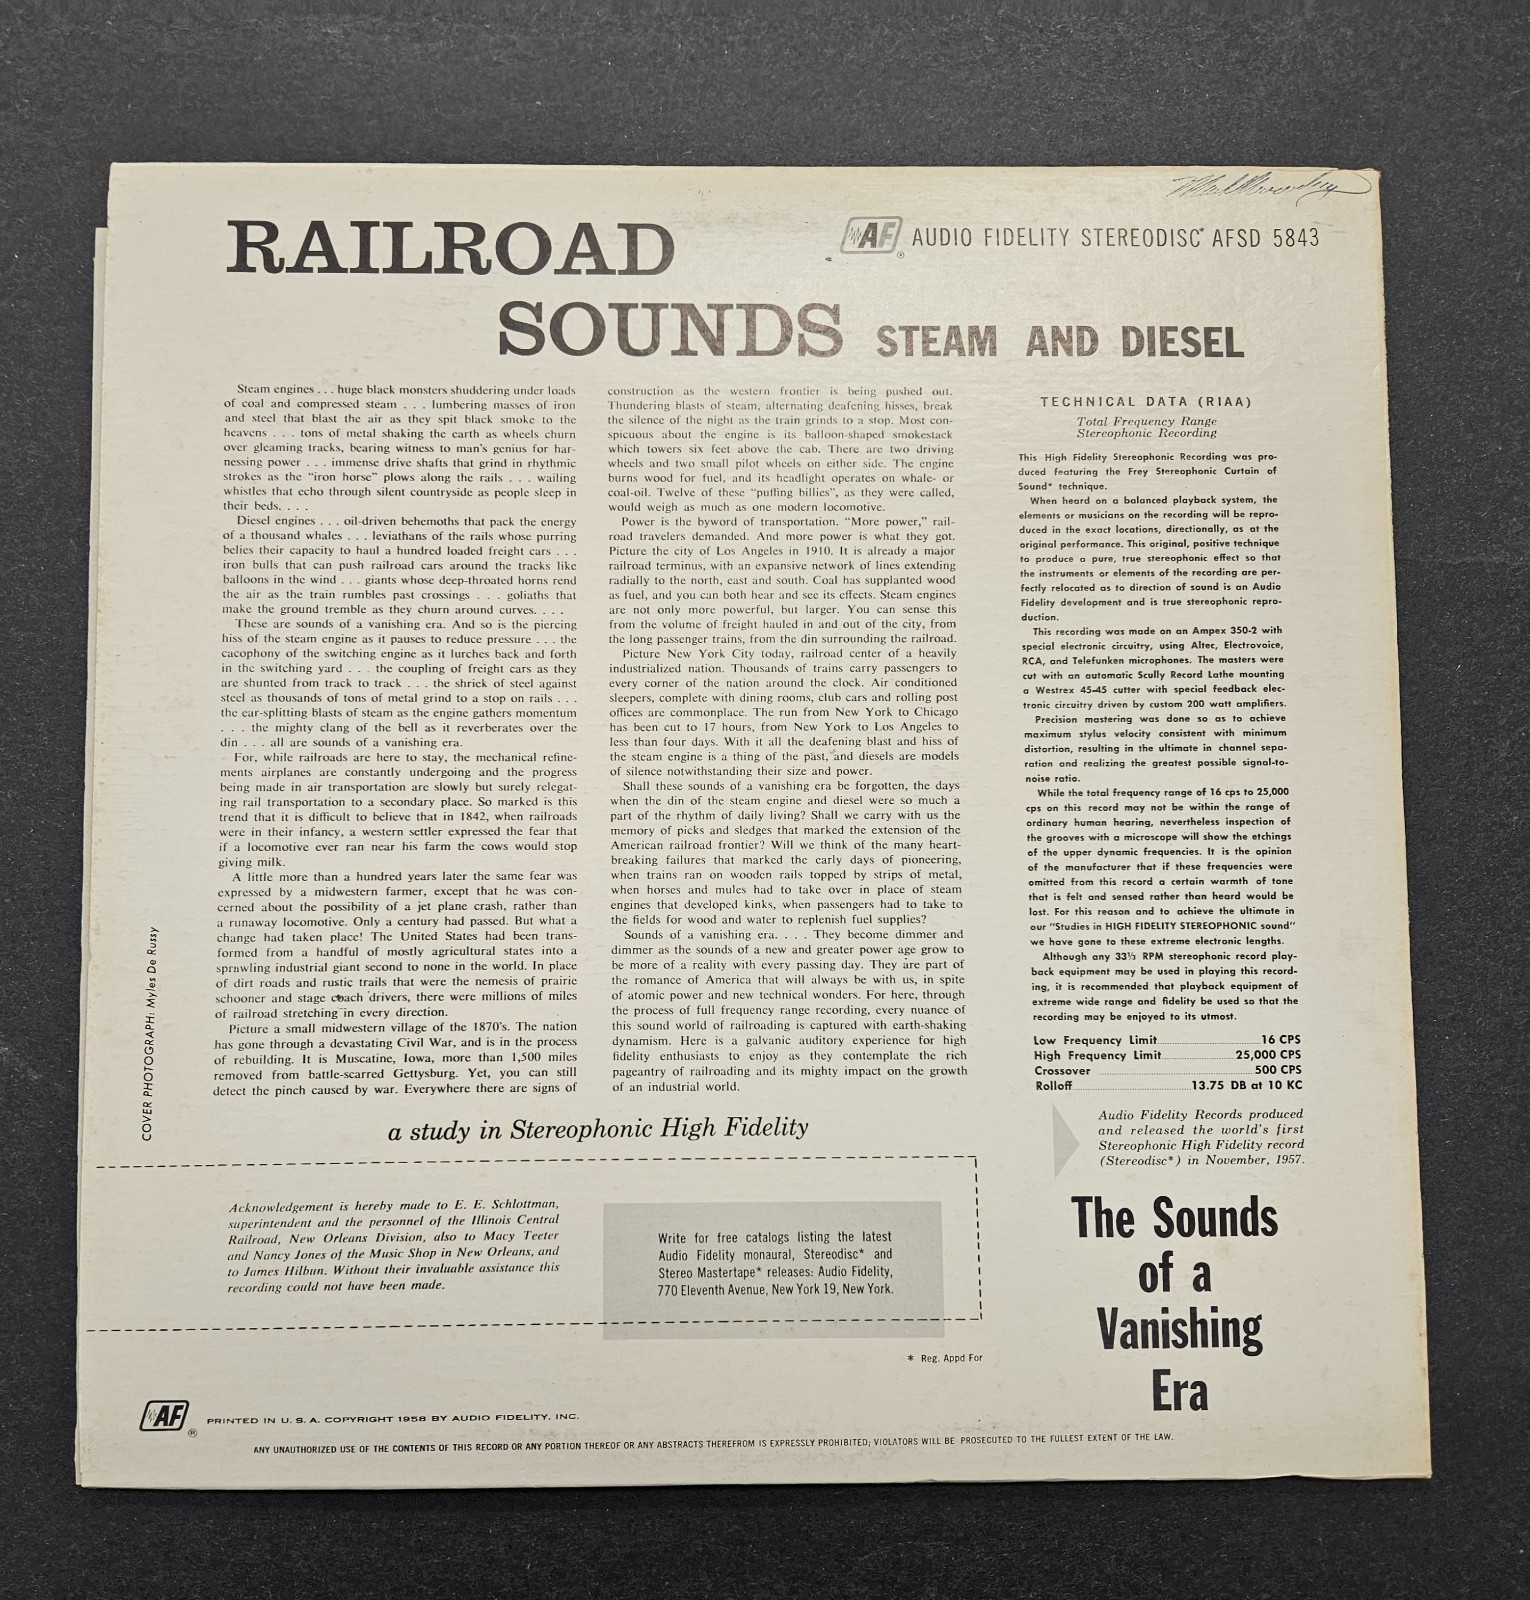 RAILROAD
SOUNDS STEAM AND DIESEL
AF ® AUDIO FIDELITY STEREODISC* AFSD 5843
Steam engines . . . huge black monsters shuddering under loads
of coal and compressed steam . . . lumbering masses of iron
and steel that blast the air as they spit black smoke to the
heavens . . . tons of metal shaking the earth as wheels churn
over gleaming tracks, bearing witness to man's genius for har-
nessing power . . . immense drive shafts that grind in rhythmic
strokes as the "iron horse" plows along the rails . . . wailing
whistles that echo through silent countryside as people sleep in
their beds. . . .
Diesel engines . . . oil-driven behemoths that pack the energy
of a thousand whales . . . leviathans of the rails whose purring
belies their capacity to haul a hundred loaded freight cars . . .
iron bulls that can push railroad cars around the tracks like
balloons in the wind . . . giants whose deep-throated horns rend
the air as the train rumbles past crossings . . . goliaths that
make the ground tremble as they churn around curves. . . .
These are sounds of a vanishing era. And so is the piercing
hiss of the steam engine as it pauses to reduce pressure . . . the
cacophony of the switching engine as it lurches back and forth
in the switching yard . . . the coupling of freight cars as they
are shunted from track to track . . . the shriek of steel against
steel as thousands of tons of metal grind to a stop on rails . . .
the ear-splitting blasts of steam as the engine gathers momentum
. . . the mighty clang of the bell as it reverberates over the
din . . . all are sounds of a vanishing era.
For, while railroads are here to stay, the mechanical refine-
ments airplanes are constantly undergoing and the progress
being made in air transportation are slowly but surely relegat-
ing rail transportation to a secondary place. So marked is this
trend that it is difficult to believe that in 1842, when railroads
were in their infancy, a western settler expressed the fear that
if a locomotive ever ran near his farm the cows would stop
giving milk.
A little more than a hundred years later the same fear was
expressed by a midwestern farmer, except that he was con-
cerned about the possibility of a jet plane crash, rather than
a runaway locomotive. Only a century had passed. But what a
change had taken place! The United States had been trans-
formed from a handful of mostly agricultural states into a
sprawling industrial giant second to none in the world. In place
of dirt roads and rustic trails that were the nemesis of prairie
schooner and stage coach drivers, there were millions of miles
of railroad stretching in every direction.
Picture a small midwestern village of the 1870's. The nation
has gone through a devastating Civil War, and is in the process
of rebuilding. It is Muscatine, Iowa, more than 1,500 miles
removed from battle-scarred Gettysburg. Yet, you can still
detect the pinch caused by war. Everywhere there are signs of
construction as the western frontier is being pushed out.
Thundering blasts of steam, alternating deafening hisses, break
the silence of the night as the train grinds to a stop. Most con-
spicuous about the engine is its balloon-shaped smokestack
which towers six feet above the cab. There are two driving
wheels and two small pilot wheels on either side. The engine
burns wood for fuel, and its headlight operates on whale- or
coal-oil. Twelve of these "puffing billies", as they were called,
would weigh as much as one modern locomotive.
Power is the byword of transportation. "More power," rail-
road travelers demanded. And more power is what they got.
Picture the city of Los Angeles in 1910. It is already a major
railroad terminus, with an expansive network of lines extending
radially to the north, east and south. Coal has supplanted wood
as fuel, and you can both hear and see its effects. Steam engines
are not only more powerful, but larger. You can sense this
from the volume of freight hauled in and out of the city, from
the long passenger trains, from the din surrounding the railroad.
Picture New York City today, railroad center of a heavily
industrialized nation. Thousands of trains carry passengers to
every corner of the nation around the clock. Air conditioned
sleepers, complete with dining rooms, club cars and rolling post
offices are commonplace. The run from New York to Chicago
has been cut to 17 hours, from New York to Los Angeles to
less than four days. With it all the deafening blast and hiss of
the steam engine is a thing of the past, and diesels are models
of silence notwithstanding their size and power.
Shall these sounds of a vanishing era be forgotten, the days
when the din of the steam engine and diesel were so much a
part of the rhythm of daily living? Shall we carry with us the
memory of picks and sledges that marked the extension of the
American railroad frontier? Will we think of the many heart-
breaking failures that marked the early days of pioneering,
when trains ran on wooden rails topped by strips of metal,
when horses and mules had to take over in place of steam
engines that developed kinks, when passengers had to take to
the fields for wood and water to replenish fuel supplies?
Sounds of a vanishing era. . . . They become dimmer and
dimmer as the sounds of a new and greater power age grow to
be more of a reality with every passing day. They are part of
the romance of America that will always be with us, in spite
of atomic power and new technical wonders. For here, through
the process of full frequency range recording, every nuance of
this sound world of railroading is captured with earth-shaking
dynamism. Here is a galvanic auditory experience for high
fidelity enthusiasts to enjoy as they contemplate the rich
pageantry of railroading and its mighty impact on the growth
of an industrial world.
TECHNICAL DATA (RIAA)
Total Frequency Range
Stereophonic Recording
This High Fidelity Stereophonic Recording was pro-
duced featuring the Frey Stereophonic Curtain of
Sound* technique.
When heard on a balanced playback system, the
elements or musicians on the recording will be repro-
duced in the exact locations, directionally, as at the
original performance. This original, positive technique
to produce a pure, true stereophonic effect so that
the instruments or elements of the recording are per-
fectly relocated as to direction of sound is an Audio
Fidelity development and is true stereophonic repro-
duction.
This recording was made on an Ampex 350-2 with
special electronic circuitry, using Altec, Electrovoice,
RCA, and Telefunken microphones. The masters were
cut with an automatic Scully Record Lathe mounting
a Westrex 45-45 cutter with special feedback elec-
tronic circuitry driven by custom 200 watt amplifiers.
Precision mastering was done so as to achieve
maximum stylus velocity consistent with minimum
distortion, resulting in the ultimate in channel sepa-
ration and realizing the greatest possible signal-to-
noise ratio.
While the total frequency range of 16 cps to 25,000
cps on this record may not be within the range of
ordinary human hearing, nevertheless inspection of
the grooves with a microscope will show the etchings
of the upper dynamic frequencies. It is the opinion
of the manufacturer that if these frequencies were
omitted from this record a certain warmth of tone
that is felt and sensed rather than heard would be
lost. For this reason and to achieve the ultimate in
our "Studies in HIGH FIDELITY STEREOPHONIC sound"
we have gone to these extreme electronic lengths.
Although any 33⅓ RPM stereophonic record play-
back equipment may be used in playing this record-
ing, it is recommended that playback equipment of
extreme wide range and fidelity be used so that the
recording may be enjoyed to its utmost.
Low Frequency Limit 16 CPS
High Frequency Limit 25,000 CPS
Crossover 500 CPS
Rolloff 13.75 DB at 10 KC
Audio Fidelity Records produced
and released the world's first
Stereophonic High Fidelity record
(Stereodisc*) in November, 1957.
The Sounds
of a
Vanishing
Era
COVER PHOTOGRAPH: Myles De Russy
a study in Stereophonic High Fidelity
Acknowledgement is hereby made to E. E. Schlottman,
superintendent and the personnel of the Illinois Central
Railroad, New Orleans Division, also to Macy Teeter
and Nancy Jones of the Music Shop in New Orleans, and
to James Hilbun. Without their invaluable assistance this
recording could not have been made.
Write for free catalogs listing the latest
Audio Fidelity monaural, Stereodisc* and
Stereo Mastertape* releases: Audio Fidelity,
770 Eleventh Avenue, New York 19, New York.
* Reg. Appd For
AF ® PRINTED IN U. S. A. COPYRIGHT 1958 BY AUDIO FIDELITY, INC.
ANY UNAUTHORIZED USE OF THE CONTENTS OF THIS RECORD OR ANY PORTION THEREOF OR ANY ABSTRACTS THEREFROM IS EXPRESSLY PROHIBITED; VIOLATORS WILL BE PROSECUTED TO THE FULLEST EXTENT OF THE LAW.